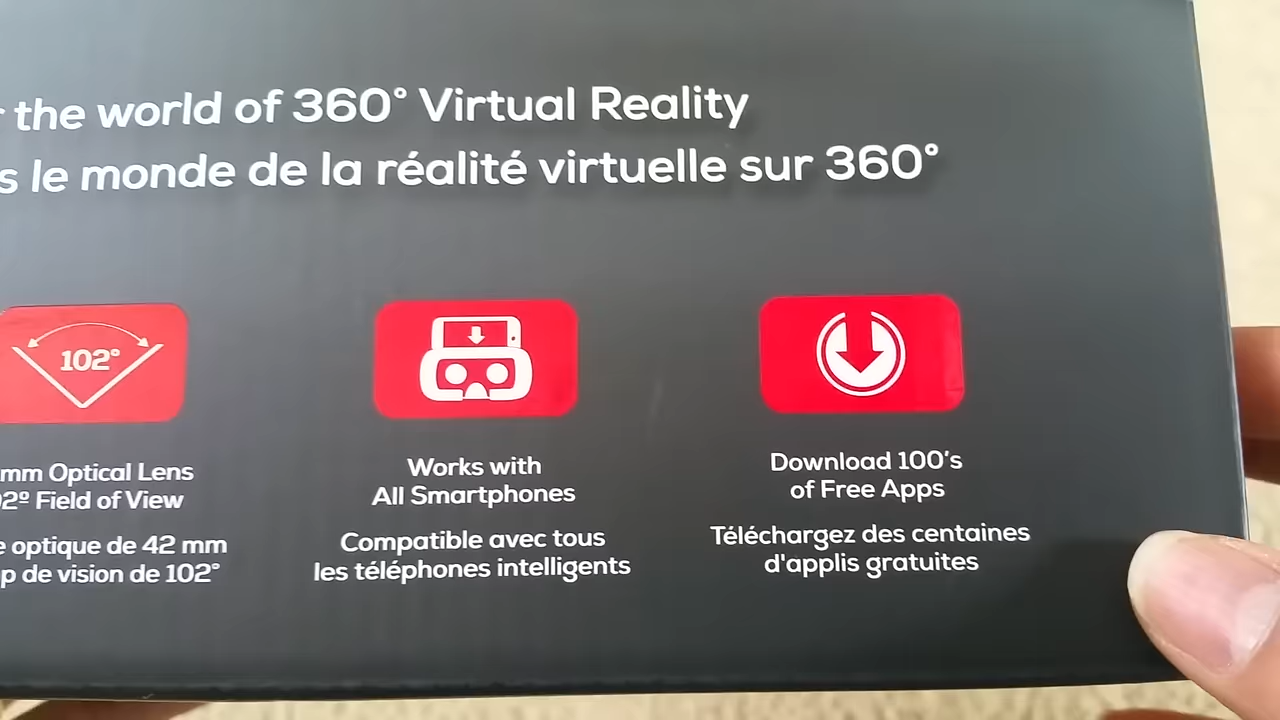 the world of 360° Virtual Reality
le monde de la réalité virtuelle sur 360°
102°
mm Optical Lens
Field of View
optique de 42 mm
de vision de 102°
Works with
All Smartphones
Compatible avec tous
les téléphones intelligents
Download 100's
of Free Apps
Téléchargez des centaines
d'applis gratuites